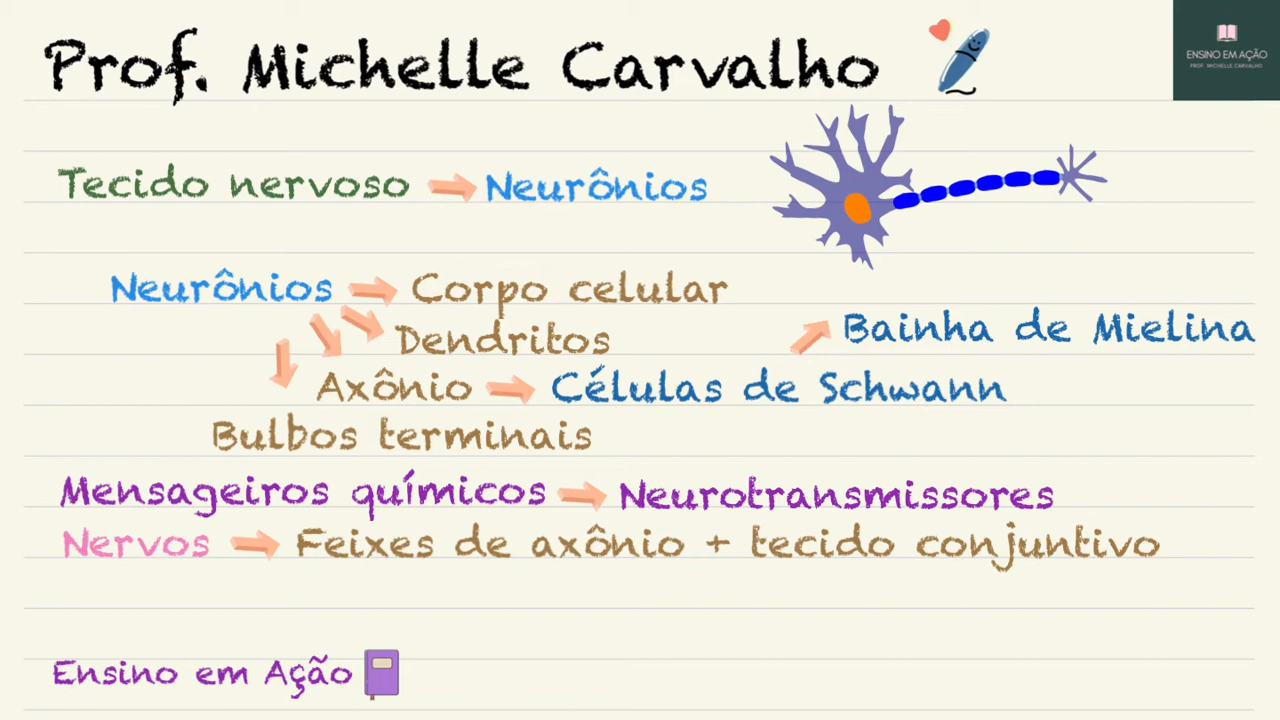 Prof. Michelle Carvalho
ENSINO EM AÇÃO
PROF. MICHELLE CARVALHO
Tecido nervoso Neurônios
Neurônios Corpo celular
Dendritos
Bainha de Mielina
Axônio Células de Schwann
Bulbos terminais
Mensageiros químicos Neurotransmissores
Nervos Feixes de axônio + tecido conjuntivo
Ensino em Ação